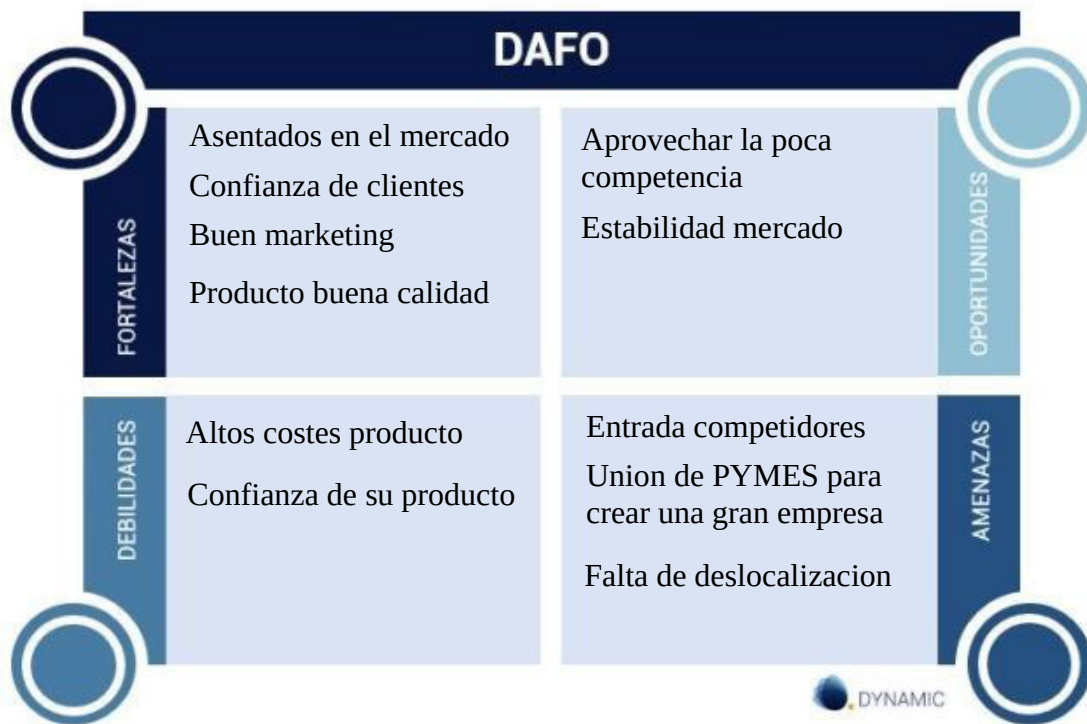 DAFO
FORTALEZAS
Asentados en el mercado
Confianza de clientes
Buen marketing
Producto buena calidad
OPORTUNIDADES
Aprovechar la poca
competencia
Estabilidad mercado
DEBILIDADES
Altos costes producto
Confianza de su producto
AMENAZAS
Entrada competidores
Union de PYMES para
crear una gran empresa
Falta de deslocalizacion
DYNAMIC